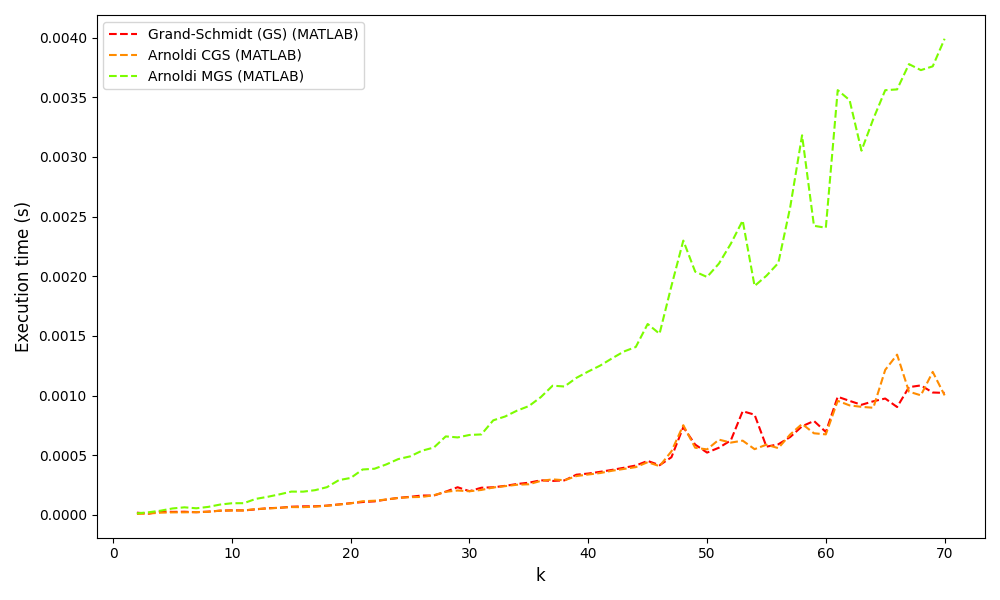 Grand-Schmidt (GS) (MATLAB)
Arnoldi CGS (MATLAB)
Arnoldi MGS (MATLAB)
Execution time (s)
0.0040
0.0035
0.0030
0.0025
0.0020
0.0015
0.0010
0.0005
0.0000
0 10 20 30 40 50 60 70
k